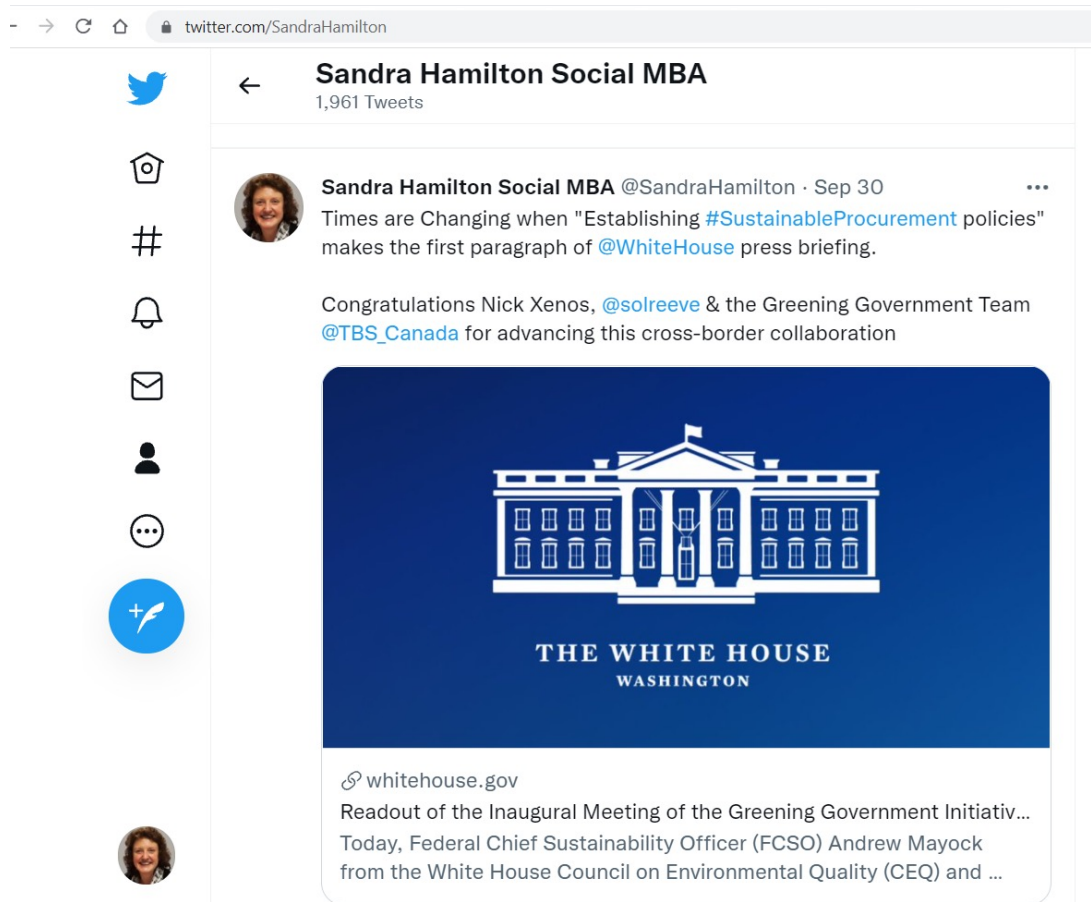 twitter.com/SandraHamilton
Sandra Hamilton Social MBA
1,961 Tweets
Sandra Hamilton Social MBA @SandraHamilton · Sep 30
Times are Changing when "Establishing #SustainableProcurement policies"
makes the first paragraph of @WhiteHouse press briefing.
Congratulations Nick Xenos, @solreeve & the Greening Government Team
@TBS_Canada for advancing this cross-border collaboration
THE WHITE HOUSE
WASHINGTON
whitehouse.gov
Readout of the Inaugural Meeting of the Greening Government Initiativ...
Today, Federal Chief Sustainability Officer (FCSO) Andrew Mayock
from the White House Council on Environmental Quality (CEQ) and ...